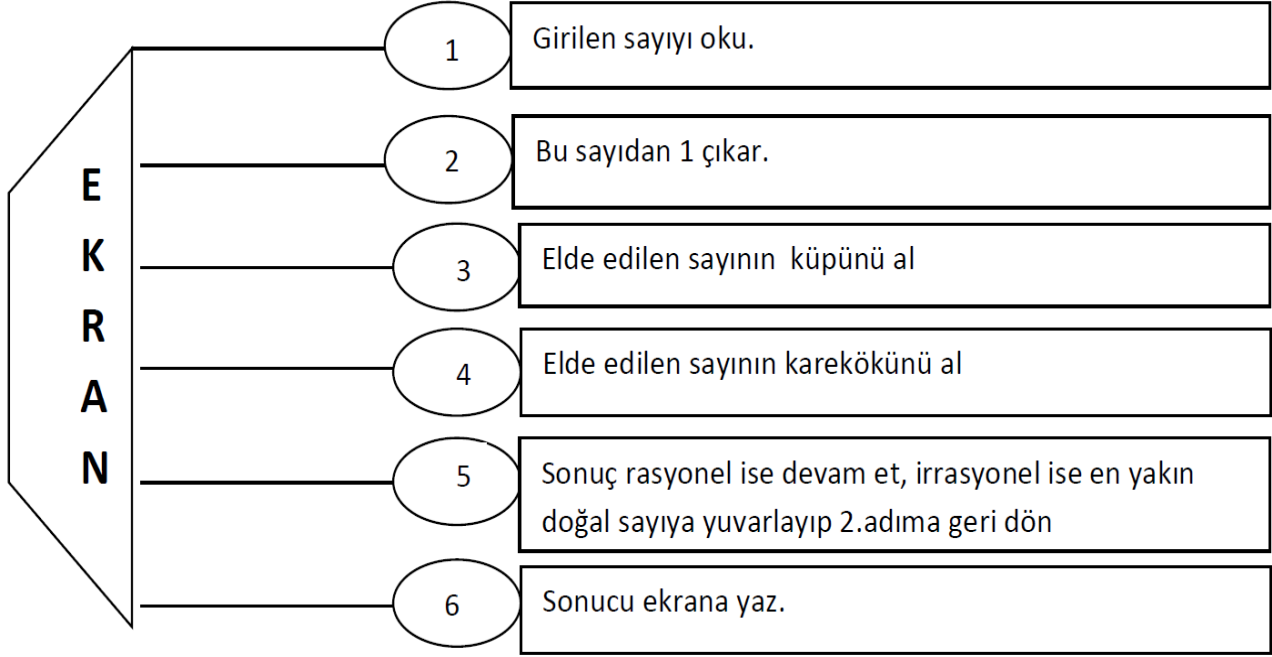 EKRAN
1
Girilen sayıyı oku.
2
Bu sayıdan 1 çıkar.
3
Elde edilen sayının  küpünü al
4
Elde edilen sayının karekökünü al
5
Sonuç rasyonel ise devam et, irrasyonel ise en yakın
doğal sayıya yuvarlayıp 2.adıma geri dön
6
Sonucu ekrana yaz.